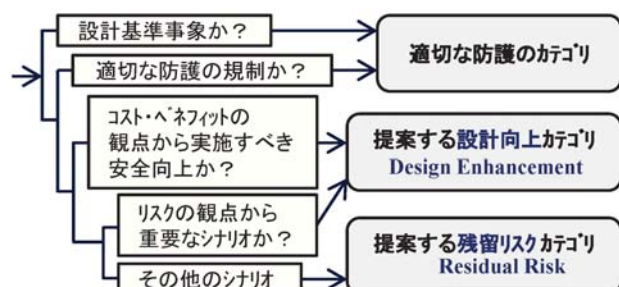 設計基準事象か？
適切な防護の規制か？
適切な防護のｶﾃｺﾞﾘ
ｺｽﾄ・ﾍﾞﾈﾌｨｯﾄの
観点から実施すべき
安全向上か？
提案する設計向上ｶﾃｺﾞﾘ
Design Enhancement
ﾘｽｸの観点から
重要なｼﾅﾘｵか？
提案する残留ﾘｽｸｶﾃｺﾞﾘ
Residual Risk
その他のｼﾅﾘｵ